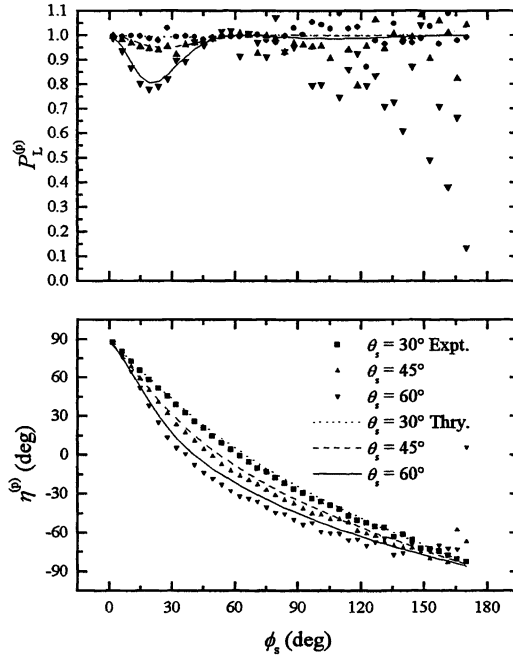 1.1
1.0
0.9
0.8
0.7
0.6
0.5
0.4
0.3
0.2
0.1
0.0
P_L^(p)
90
60
30
0
-30
-60
-90
η^(p) (deg)
θ_s = 30° Expt.
θ_s = 45°
θ_s = 60°
θ_s = 30° Thry.
θ_s = 45°
θ_s = 60°
0 30 60 90 120 150 180
ϕ_s (deg)